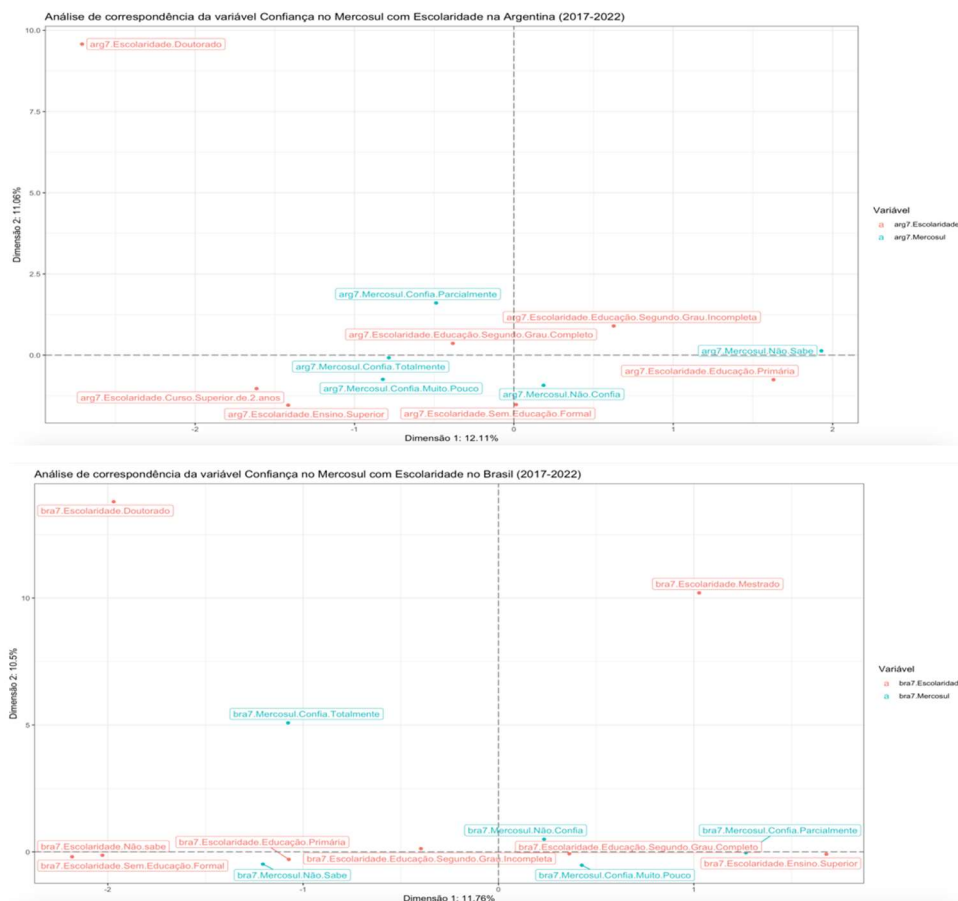 Análise de correspondência da variável Confiança no Mercosul com Escolaridade na Argentina (2017-2022)
10.0
arg7.Escolaridade.Doutorado
7.5
Dimensão 2: 11.06%
5.0
Variável
a arg7.Escolaridade
a arg7.Mercosul
2.5
arg7.Mercosul.Confia.Parcialmente
arg7.Escolaridade.Educação.Segundo.Grau.Incompleta
arg7.Escolaridade.Educação.Segundo.Grau.Completo
0.0
arg7.Mercosul.Não.Sabe
arg7.Mercosul.Confia.Totalmente
arg7.Escolaridade.Educação.Primária
arg7.Mercosul.Confia.Muito.Pouco
arg7.Mercosul.Não.Confia
arg7.Escolaridade.Curso.Superior.de.2.anos
arg7.Escolaridade.Ensino.Superior
arg7.Escolaridade.Sem.Educação.Formal
-2 -1 0 1 2
Dimensão 1: 12.11%
Análise de correspondência da variável Confiança no Mercosul com Escolaridade no Brasil (2017-2022)
bra7.Escolaridade.Doutorado
bra7.Escolaridade.Mestrado
10
Dimensão 2: 10.5%
Variável
a bra7.Escolaridad
a bra7.Mercosul
bra7.Mercosul.Confia.Totalmente
5
bra7.Mercosul.Não.Confia
bra7.Mercosul.Confia.Parcialmente
bra7.Escolaridade.Não.sabe
bra7.Escolaridade.Educação.Primária
bra7.Escolaridade.Educação.Segundo.Grau.Completo
0
bra7.Escolaridade.Sem.Educação.Formal
bra7.Escolaridade.Educação.Segundo.Grau.Incompleta
bra7.Escolaridade.Ensino.Superior
bra7.Mercosul.Não.Sabe
bra7.Mercosul.Confia.Muito.Pouco
-2 -1 0 1
Dimensão 1: 11.76%